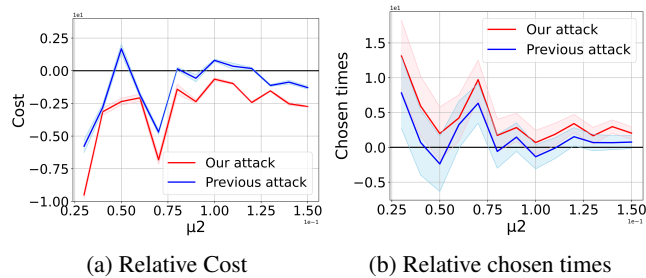 1e1
0.25
0.00
−0.25
−0.50
−0.75
−1.00
Cost
Our attack
Previous attack
0.25 0.50 0.75 1.00 1.25 1.50
1e−1
μ2
(a) Relative Cost
1e1
1.5
1.0
0.5
0.0
−0.5
Chosen times
Our attack
Previous attack
0.25 0.50 0.75 1.00 1.25 1.50
1e−1
μ2
(b) Relative chosen times